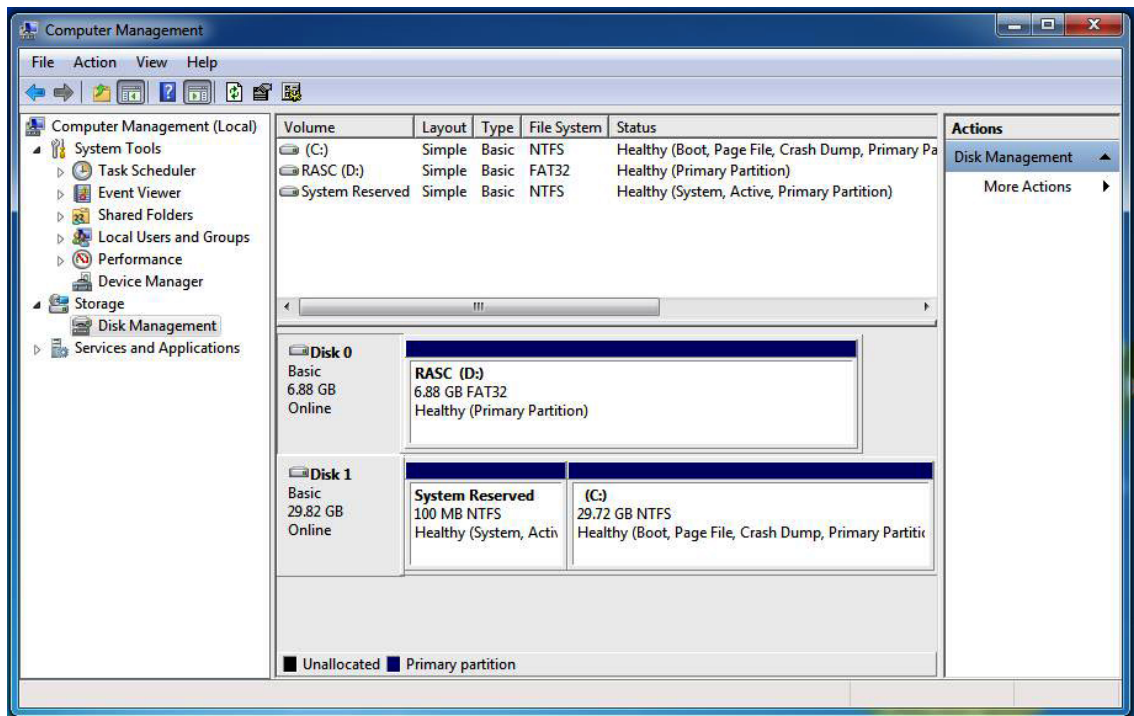 Computer Management
File Action View Help
Computer Management (Local)
System Tools
Task Scheduler
Event Viewer
Shared Folders
Local Users and Groups
Performance
Device Manager
Storage
Disk Management
Services and Applications
Volume Layout Type File System Status
(C:) Simple Basic NTFS Healthy (Boot, Page File, Crash Dump, Primary Pa
RASC (D:) Simple Basic FAT32 Healthy (Primary Partition)
System Reserved Simple Basic NTFS Healthy (System, Active, Primary Partition)
Disk 0
Basic
6.88 GB
Online
RASC (D:)
6.88 GB FAT32
Healthy (Primary Partition)
Disk 1
Basic
29.82 GB
Online
System Reserved
100 MB NTFS
Healthy (System, Activ
(C:)
29.72 GB NTFS
Healthy (Boot, Page File, Crash Dump, Primary Partitic
Unallocated Primary partition
Actions
Disk Management
More Actions